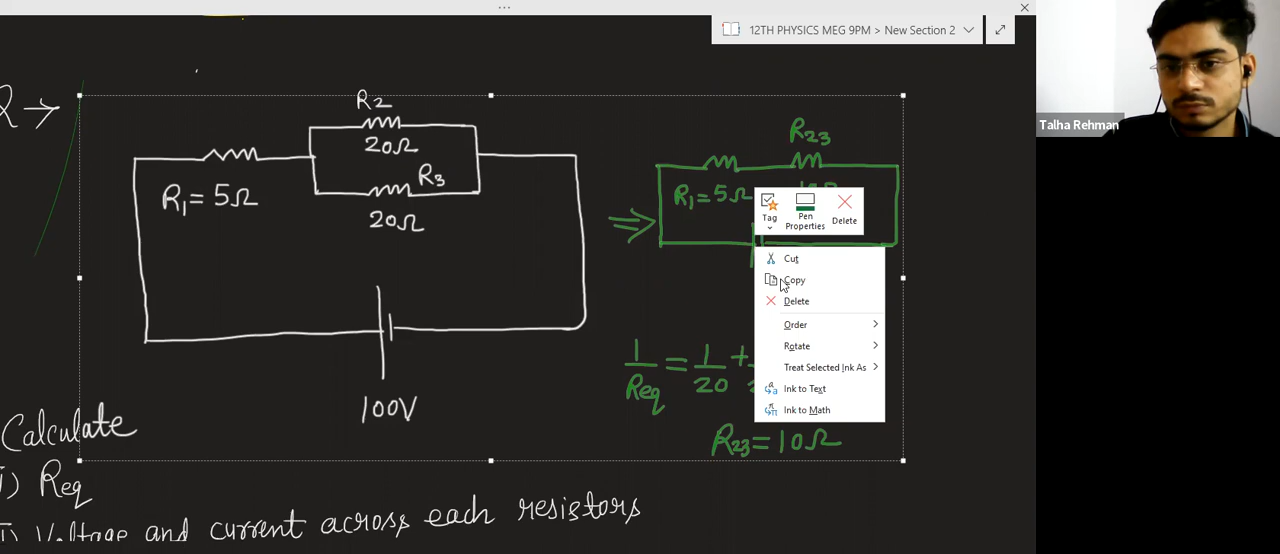 12TH PHYSICS MEG 9PM > New Section 2
Talha Rehman
R2
20Ω
R3
20Ω
R₁ = 5Ω
100V
R23
R₁ = 5Ω
⇒
1/Req = 1/20 +
R23 = 10Ω
Tag
Pen Properties
Delete
Cut
Copy
Delete
Order
Rotate
Treat Selected Ink As
Ink to Text
Ink to Math
Calculate
i) Req
Voltage and current across each resistors